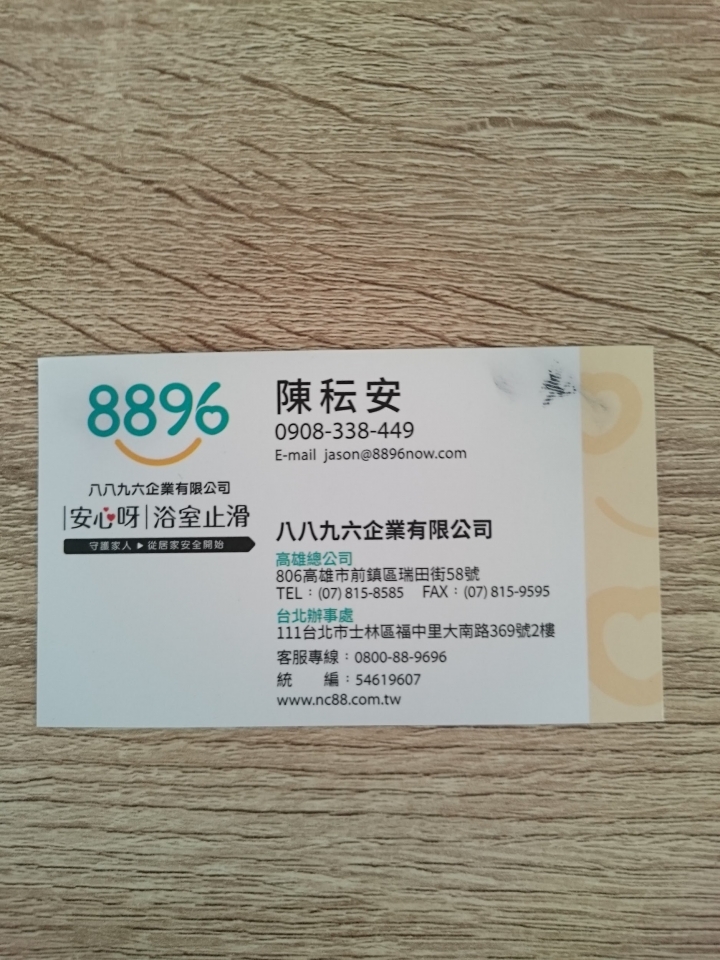 8896
八八九六企業有限公司
|安心呀|浴室止滑
守護家人▶從居家安全開始
陳耘安
0908-338-449
E-mail jason@8896now.com
八八九六企業有限公司
高雄總公司
806高雄市前鎮區瑞田街58號
TEL：(07) 815-8585 FAX：(07) 815-9595
台北辦事處
111台北市士林區福中里大南路369號2樓
客服專線：0800-88-9696
統 編：54619607
www.nc88.com.tw